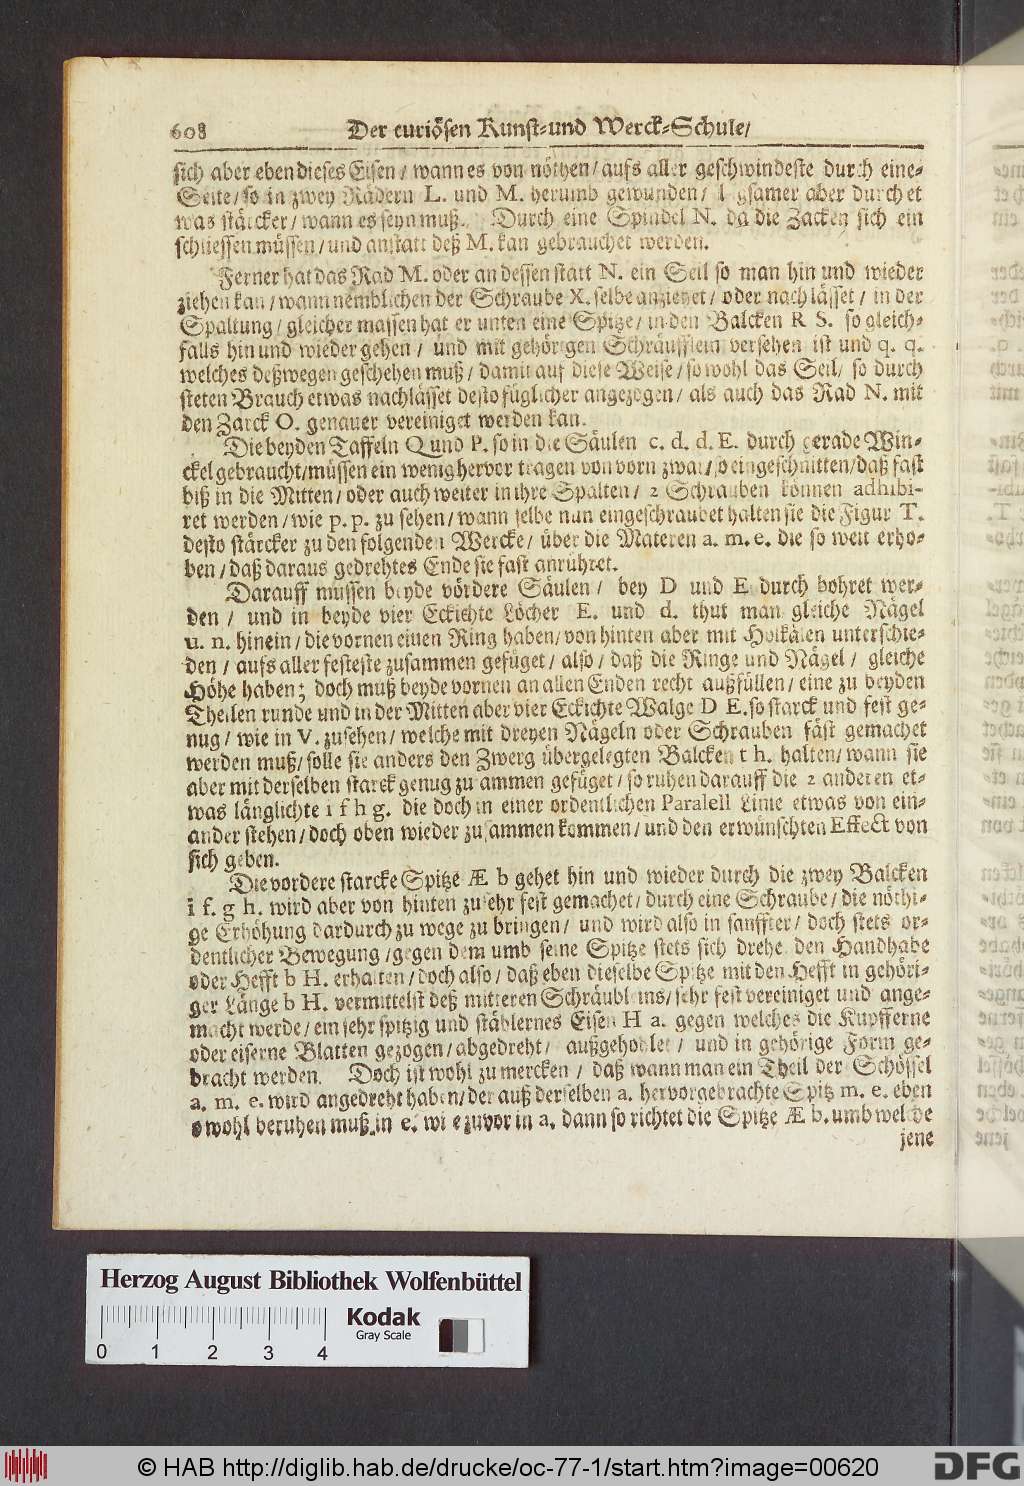 608 Der curiösen Kunst-und Werck-Schule/
sich aber eben dieses Eisen / wann es von nöthen / aufs aller geschwindeste durch eine-
Seite / so in zwey Rädern L. und M. herumb gewunden / l gsamer aber durch et
was stärcker / wann es seyn muß. Durch eine Spindel N. da die Zacken sich ein
schliessen müssen / und anstatt deß M. kan gebrauchet werden.
Ferner hat das Rad M. oder an dessen statt N. ein Seil so man hin und wieder
ziehen kan / wann nemblichen der Schraube X. selbe anziehet / oder nachlässet / in der
Spaltung / gleicher massen hat er unten eine Spitze / in den Balcken R S. so gleich-
falls hin und wieder gehen / und mit gehörigen Schräufflein versehen ist und q. q.
welches deßwegen geschehen muß / damit auf diese Weise / so wohl das Seil / so durch
steten Brauch etwas nachlässet desto füglicher angezogen / als auch das Rad N. mit
den Zarck O. genauer vereiniget werden kan.
Die beyden Taffeln Q und P. so in die Säulen c. d. d. E. durch gerade Win-
ckel gebraucht / müssen ein wenig hervor tragen von vorn zwar / so eingeschnitten / daß fast
biß in die Mitten / oder auch weiter in ihre Spalten / 2 Schrauben können adhibi-
ret werden / wie p. p. zu sehen / wann selbe nun eingeschraubet halten sie die Figur T.
desto stärcker zu den folgenden Wercke / über die Materen a. m. e. die so weit erho-
ben / daß daraus gedrehtes Ende sie fast anrühret.
Darauff müssen beyde vördere Säulen / bey D und E durch bohret wer-
den / und in beyde vier Eckichte Löcher E. und d. thut man gleiche Nägel
u. n. hinein / die vornen einen Ring haben / von hinten aber mit Holkälen unterschie-
den / aufs aller festeste zusammen gefüget / also / daß die Ringe und Nägel / gleiche
Höhe haben; doch muß beyde vornen an allen Enden recht außfüllen / eine zu beyden
Theilen runde und in der Mitten aber vier Eckichte Walge D E. so starck und fest ge-
nug / wie in V. zusehen / welche mit dreyen Nägeln oder Schrauben fäst gemachet
werden muß / solle sie anders den Zwerg übergelegten Balcken t h. halten / wann sie
aber mit derselben starck genug zu ammen gefüget / so ruhen darauff die 2 anderen et-
was länglichte i f h g. die doch in einer ordentlichen Paralell Linie etwas von ein-
ander stehen / doch oben wieder zusammen kommen / und den erwünschten Effect von
sich geben.
Die vordere starcke Spitze Æ b gehet hin und wieder durch die zwey Balcken
i f. g h. wird aber von hinten zu sehr fest gemachet / durch eine Schraube / die nöthi-
ge Erhöhung dardurch zu wege zu bringen / und wird also in sanffter / doch stets or-
dentlicher Bewegung / gegen dem umb seine Spitze stets sich drehe den Handhabe
oder Hefft b H. erhalten / doch also / daß eben dieselbe Spitze mit den Hefft in gehöri-
ger Länge b H. vermittelst deß mitteren Schräubleins / sehr fest vereiniget und ange-
macht werde / ein sehr spitzig und stählernes Eisen H a. gegen welches die Kupfferne
oder eiserne Blatten gezogen / abgedreht / außgehohlet / und in gehörige Form ge-
bracht werden. Doch ist wohl zu mercken / daß wann man ein Theil der Schössel
a. m. e. wird angedreht haben / der auß derselben a. hervorgebrachte Spitz m. e. eben
sowohl beruhen muß in e. wie zuvor in a. dann so richtet die Spitze Æ b. umb welche
jene
Herzog August Bibliothek Wolfenbüttel
Kodak
Gray Scale
0 1 2 3 4
© HAB http://diglib.hab.de/drucke/oc-77-1/start.htm?image=00620
DFG